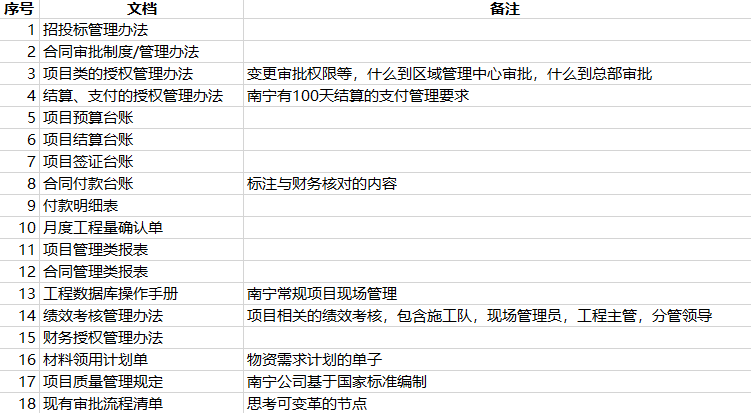 序号 文档 备注
1 招投标管理办法
2 合同审批制度/管理办法
3 项目类的授权管理办法 变更审批权限等，什么到区域管理中心审批，什么到总部审批
4 结算、支付的授权管理办法 南宁有100天结算的支付管理要求
5 项目预算台账
6 项目结算台账
7 项目签证台账
8 合同付款台账 标注与财务核对的内容
9 付款明细表
10 月度工程量确认单
11 项目管理类报表
12 合同管理类报表
13 工程数据库操作手册 南宁常规项目现场管理
14 绩效考核管理办法 项目相关的绩效考核，包含施工队，现场管理员，工程主管，分管领导
15 财务授权管理办法
16 材料领用计划单 物资需求计划的单子
17 项目质量管理规定 南宁公司基于国家标准编制
18 现有审批流程清单 思考可变革的节点